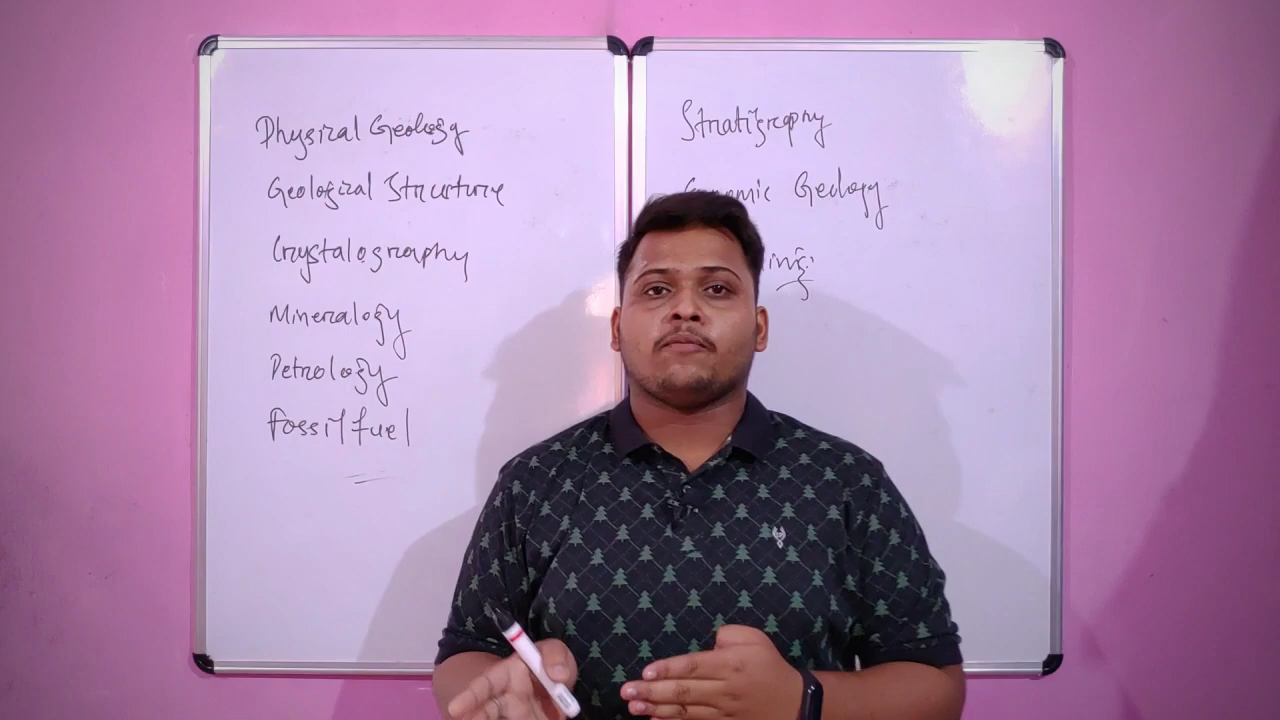 Physical Geology
Geological Structure
Crystalography
Mineralogy
Petrology
Fossil fuel
Stratigraphy
Geology